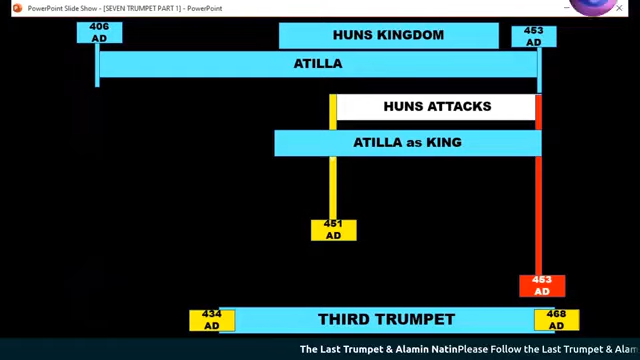 PowerPoint Slide Show - [SEVEN TRUMPET PART 1] - PowerPoint
406
AD
HUNS KINGDOM
453
AD
ATILLA
HUNS ATTACKS
ATILLA as KING
451
AD
453
AD
434
AD
THIRD TRUMPET
468
AD
The Last Trumpet & Alamin NatinPlease Follow the Last Trumpet & Alam